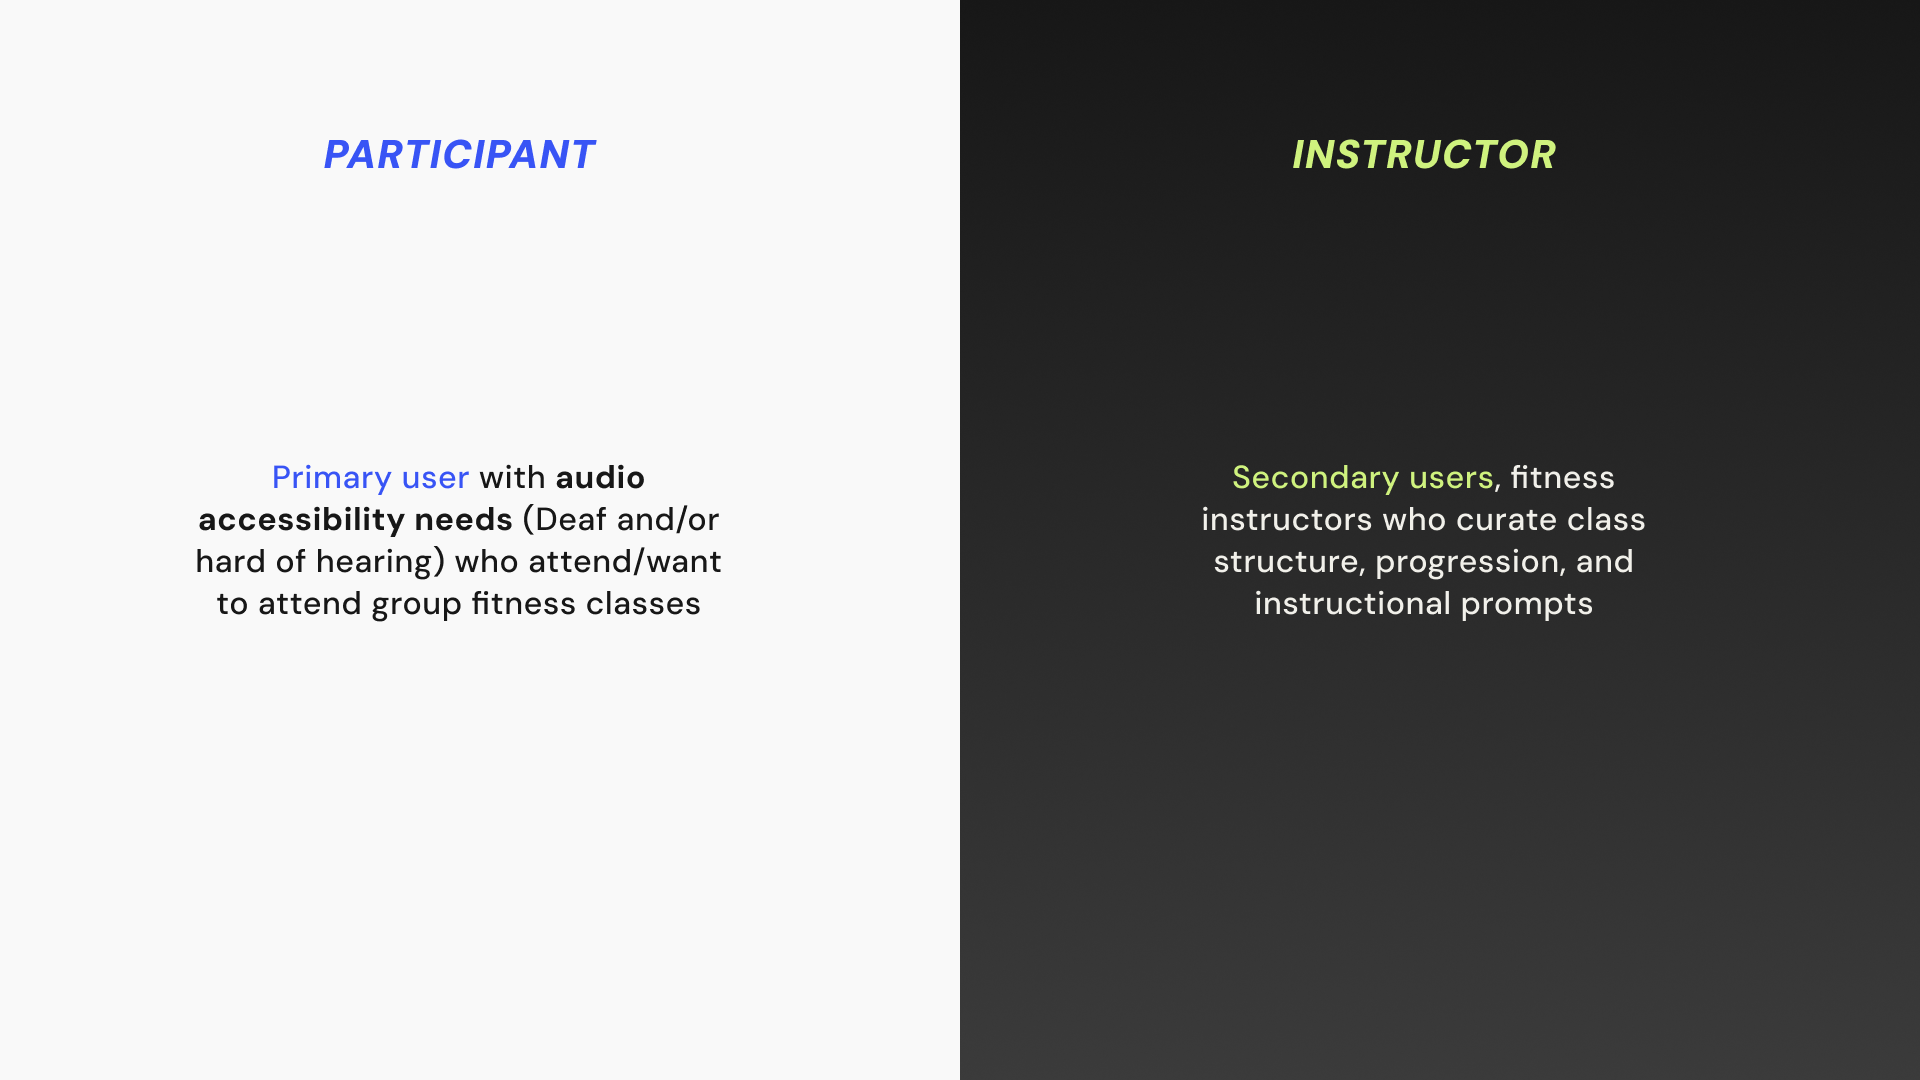 PARTICIPANT
Primary user with audio
accessibility needs (Deaf and/or
hard of hearing) who attend/want
to attend group fitness classes
INSTRUCTOR
Secondary users, fitness
instructors who curate class
structure, progression, and
instructional prompts